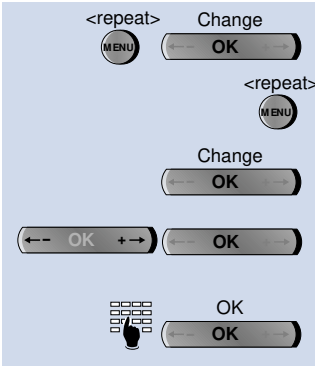 <repeat> Change
MENU ←- OK +→
<repeat>
MENU
Change
←- OK +→
←- OK +→ ←- OK +→
OK
←- OK +→